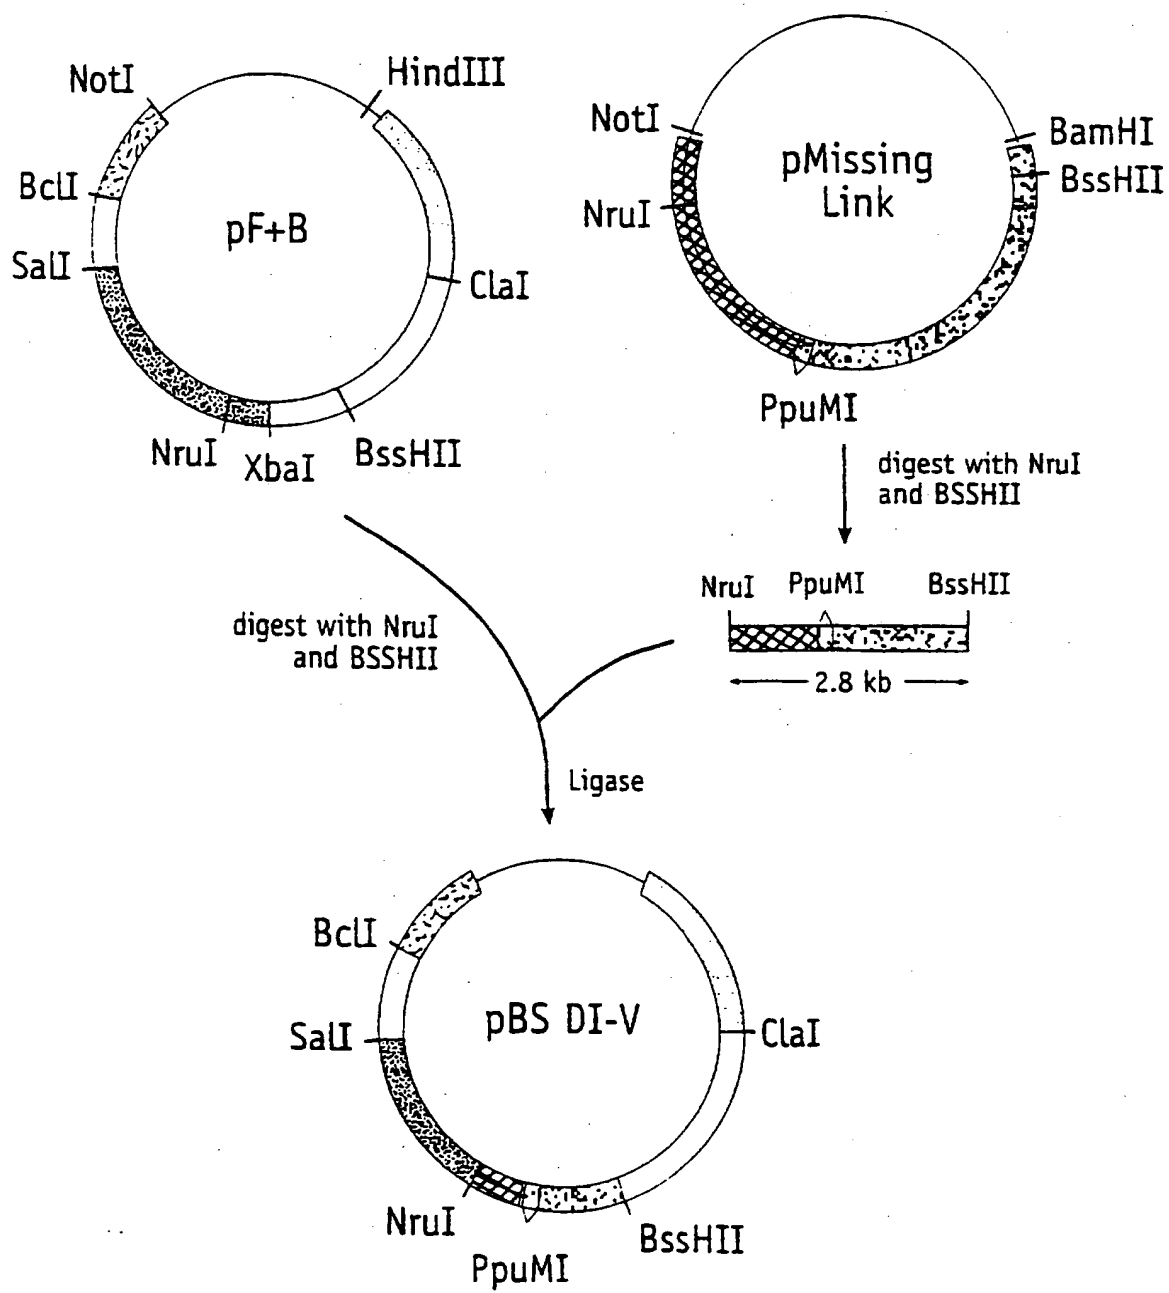 NotI
HindIII
BclI
pF+B
SalI
ClaI
NruI
XbaI
BssHII
NotI
BamHI
pMissing
Link
BssHII
NruI
PpuMI
digest with NruI
and BSSHII
NruI
PpuMI
BssHII
2.8 kb
digest with NruI
and BSSHII
Ligase
BclI
pBS DI-V
SalI
ClaI
NruI
PpuMI
BssHII